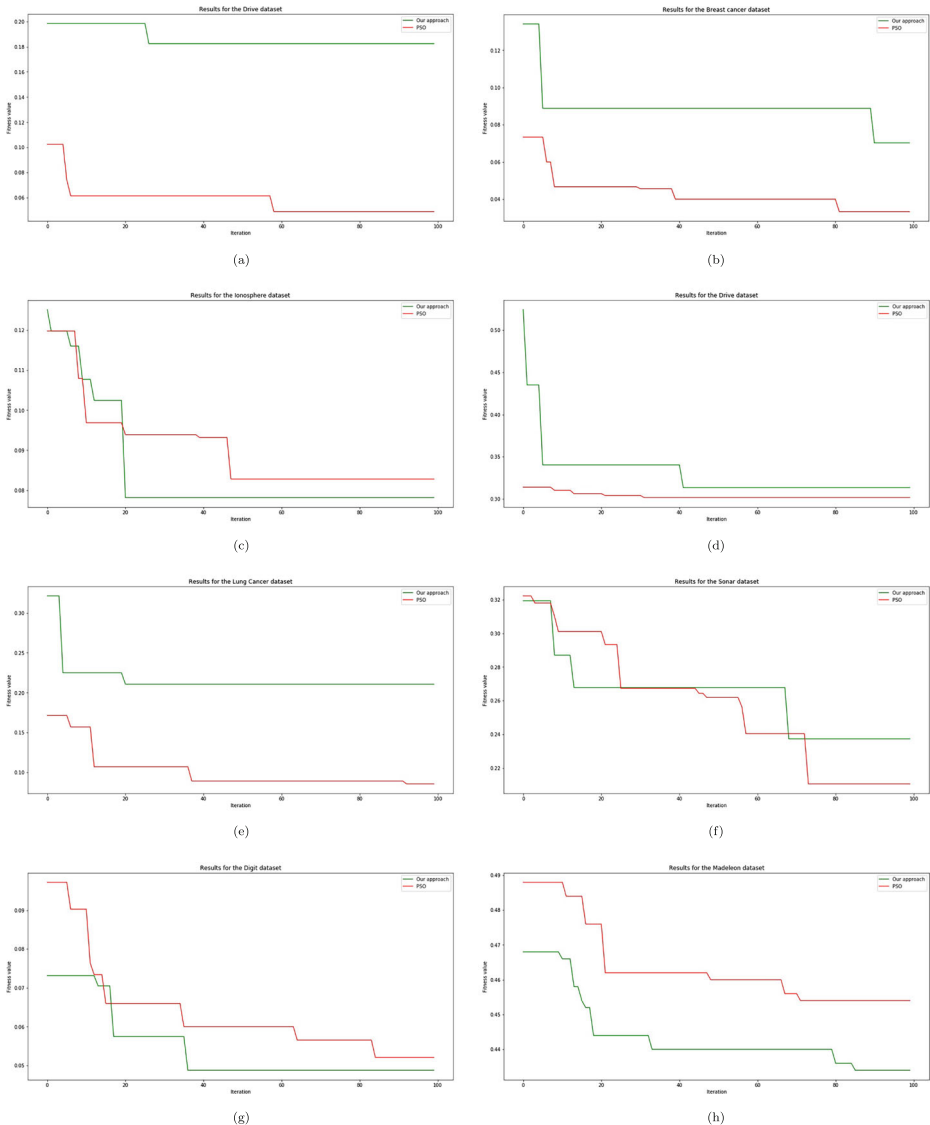 Results for the Drive dataset
Our approach
PSO
0.20
0.18
0.16
0.14
0.12
0.10
0.08
0.06
Fitness value
0 20 40 60 80 100
Iteration
(a)
Results for the Breast cancer dataset
Our approach
PSO
0.12
0.10
0.08
0.06
0.04
Fitness value
0 20 40 60 80 100
Iteration
(b)
Results for the Ionosphere dataset
Our approach
PSO
0.12
0.11
0.10
0.09
0.08
Fitness value
0 20 40 60 80 100
Iteration
(c)
Results for the Drive dataset
Our approach
PSO
0.50
0.45
0.40
0.35
0.30
Fitness value
0 20 40 60 80 100
Iteration
(d)
Results for the Lung Cancer dataset
Our approach
PSO
0.30
0.25
0.20
0.15
0.10
Fitness value
0 20 40 60 80 100
Iteration
(e)
Results for the Sonar dataset
Our approach
PSO
0.32
0.30
0.28
0.26
0.24
0.22
Fitness value
0 20 40 60 80 100
Iteration
(f)
Results for the Digit dataset
Our approach
PSO
0.09
0.08
0.07
0.06
0.05
Fitness value
0 20 40 60 80 100
Iteration
(g)
Results for the Madeleon dataset
Our approach
PSO
0.49
0.48
0.47
0.46
0.45
0.44
Fitness value
0 20 40 60 80 100
Iteration
(h)